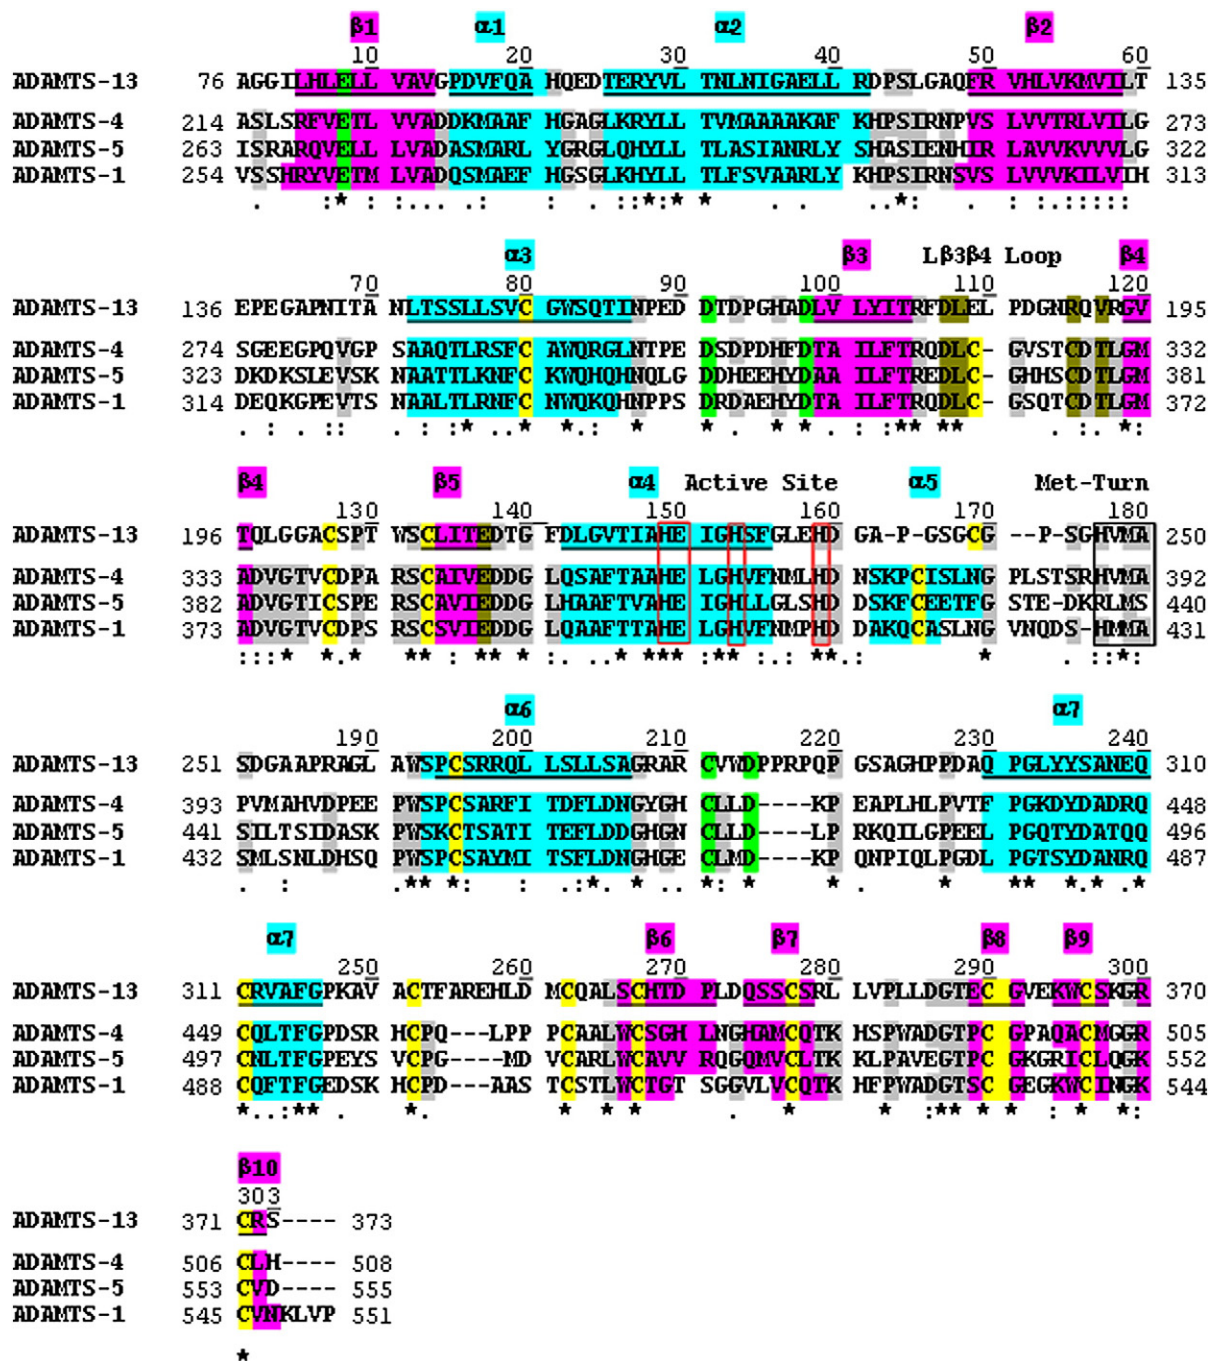 β1 α1 α2 β2
10 20 30 40 50 60
ADAMTS-13 76 AGGILHLELL VAVGPDVFQA HQEDTERYVL TNLNIGAELL RDPSLGAQFR VHLVKMVILT 135
ADAMTS-4 214 ASLSRFVETL VVADDKMAAF HGAGLKRYLL TVMAAAAKAF KHPSIRNPVS LVVTRLVILG 273
ADAMTS-5 263 ISRARQVELL LVADASMARL YGRGLQHYLL TLASIANRLY SHASIENHIR LAVVKVVVLG 322
ADAMTS-1 254 VSSHRYVETM LVADQSMAEF HGSGLKHYLL TLFSVAARLY KHPSIRNSVS LVVVKILVIH 313
. :* : :... .: . : .:*:* * . . .:*: . :.::.:::::.
α3 β3 Lβ3β4 Loop β4
70 80 90 100 110 120
ADAMTS-13 136 EPEGAPNITA NLTSSLLSVC GWSQTINPED DTDPGHADLV LYITRFDLEL PDGNRQVRGV 195
ADAMTS-4 274 SGEEGPQVGP SAAQTLRSFC AWQRGLNTPE DSDPDHFDTA ILFTRQDLC- GVSTCDTLGM 332
ADAMTS-5 323 DKDKSLEVSK NAATTLKNFC KWQHQHNQLG DDHEEHYDAA ILFTREDLC- GHHSCDTLGM 381
ADAMTS-1 314 DEQKGPEVTS NAALTLRNFC NWQKQHNPPS DRDAEHYDTA ILFTRQDLC- GSQTCDTLGM 372
. .: .:: . .:* .* *.: * * . * * .::** ** . :. *:
β4 β5 α4 Active Site α5 Met-Turn
130 140 150 160 170 180
ADAMTS-13 196 TQLGGACSPT WSCLITEDTG FDLGVTIAHE IGHSFGLEHD GA-P-GSGCG --P-SGHVMA 250
ADAMTS-4 333 ADVGTVCDPA RSCAIVEDDG LQSAFTAAHE LGHVFNMLHD NSKPCISLNG PLSTSRHVMA 392
ADAMTS-5 382 ADVGTICSPE RSCAVIEDDG LHAAFTVAHE IGHLLGLSHD DSKFCEETFG STE-DKRLMS 440
ADAMTS-1 373 ADVGTVCDPS RSCSVIEDDG LQAAFTTAHE LGHVFNMPHD DAKQCASLNG VNQDS-HMMA 431
:::* *.* ** :: ** * :. .* *** :** :.: ** .: * . ::*:
α6 α7
190 200 210 220 230 240
ADAMTS-13 251 SDGAAPRAGL AWSPCSRRQL LSLLSAGRAR CVWDPPRPQP GSAGHPPDAQ PGLYYSANEQ 310
ADAMTS-4 393 PVMAHVDPEE PWSPCSARFI TDFLDNGYGH CLLD----KP EAPLHLPVTF PGKDYDADRQ 448
ADAMTS-5 441 SILTSIDASK PWSKCTSATI TEFLDDGHGN CLLD----LP RKQILGPEEL PGQTYDATQQ 496
ADAMTS-1 432 SMLSNLDHSQ PWSPCSAYMI TSFLDNGHGE CLMD----KP QNPIQLPGDL PGTSYDANRQ 487
. : .** *: : .:*. * .. *: * * . * ** *.* .*
α7 β6 β7 β8 β9
250 260 270 280 290 300
ADAMTS-13 311 CRVAFGPKAV ACTFAREHLD MCQALSCHTD PLDQSSCSRL LVPLLDGTEC GVEKWCSKGR 370
ADAMTS-4 449 CQLTFGPDSR HCPQ---LPP PCAALWCSGH LNGHAMCQTK HSPWADGTPC GPAQACMGGR 505
ADAMTS-5 497 CNLTFGPEYS VCPG---MD V PCARLWCAVV RQGQMVCLTK KLPAVEGTPC GKGRICLQGK 552
ADAMTS-1 488 CQFTFGEDSK HCPD---AAS TCSTLWCTGT SGGVLVCQTK HFPWADGTSC GEGKWCINGK 544
*..:** . *. * * * . * * :** * * : * *:
β10
303
ADAMTS-13 371 CRS---- 373
ADAMTS-4 506 CLH---- 508
ADAMTS-5 553 CVD---- 555
ADAMTS-1 545 CVNKLVP 551
*